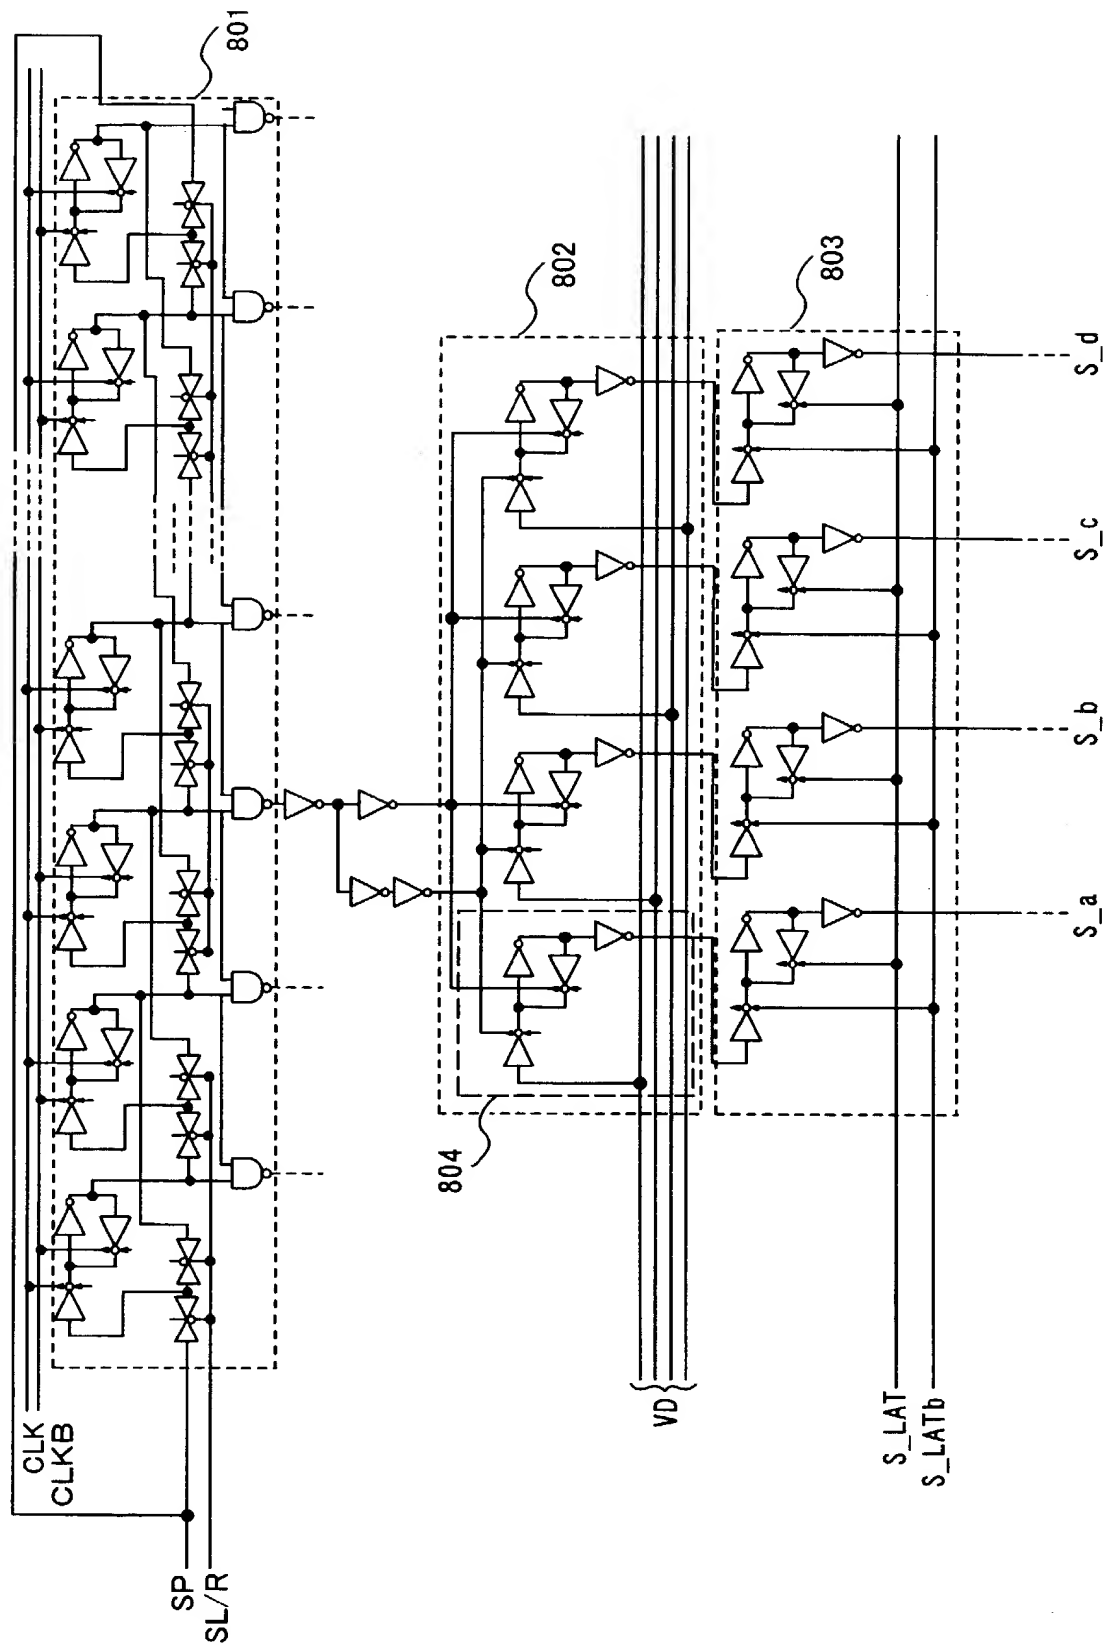 CLK
CLKB
SP
SL/R
801
802
804
VD
803
S_LAT
S_LATb
S_a
S_b
S_c
S_d